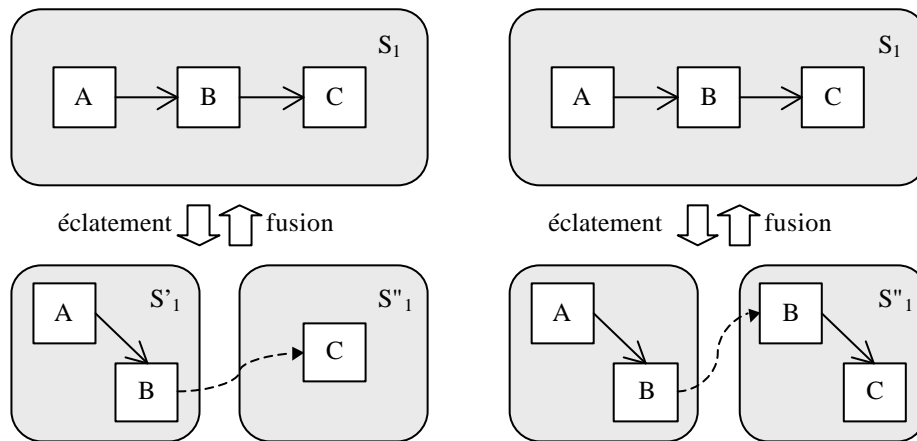 S₁
A B C
éclatement fusion
S'₁ S"₁
A
C
B
S₁
A B C
éclatement fusion
S"₁
A
B
B
C